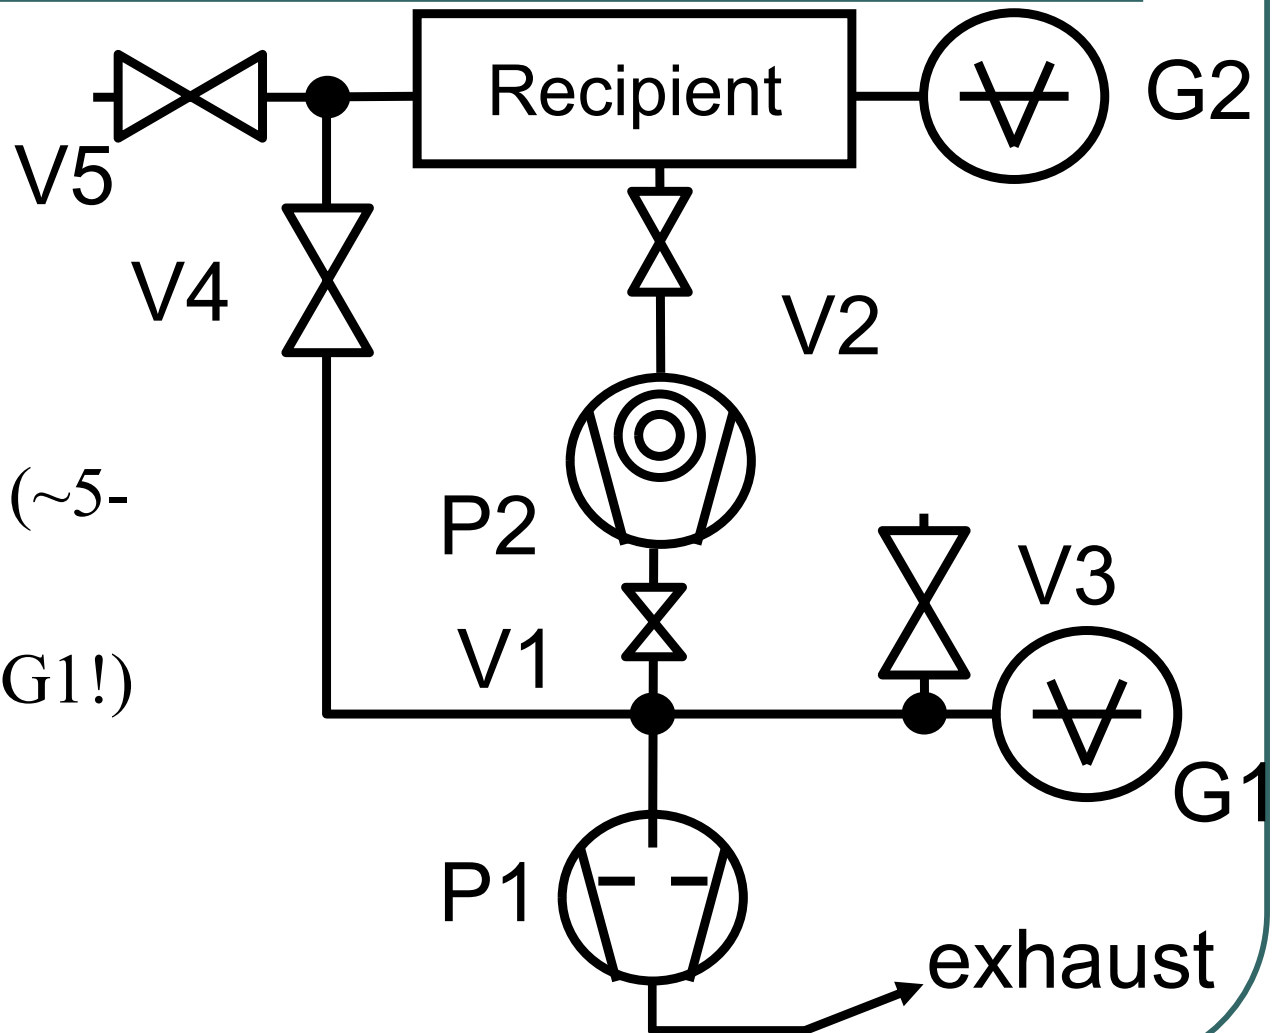 Recipient
G2
V5
V4
V2
(~5-
P2
V3
V1
G1!)
G1
P1
exhaust